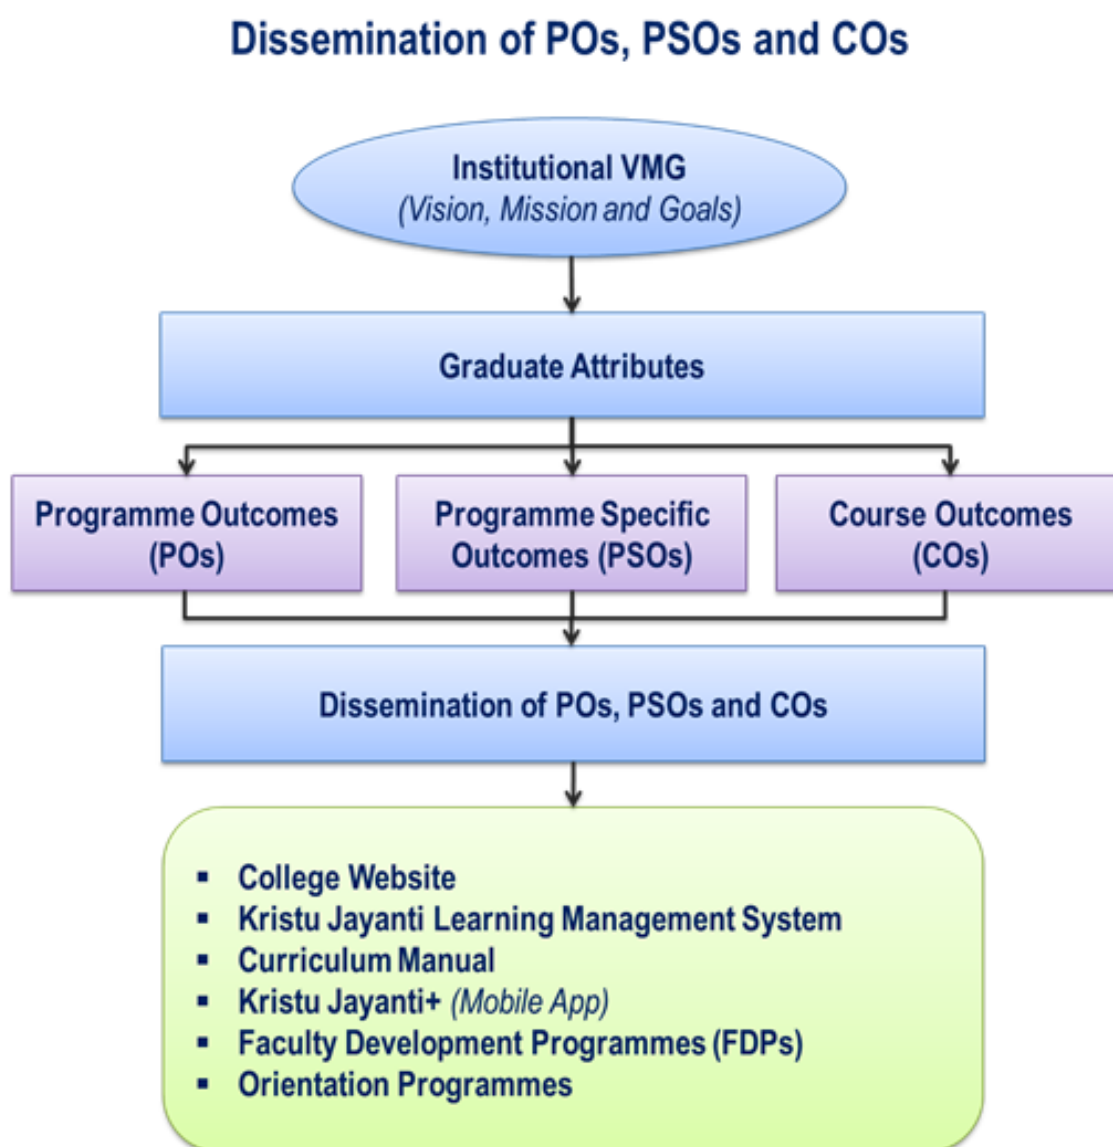 Dissemination of POs, PSOs and COs
Institutional VMG
(Vision, Mission and Goals)
Graduate Attributes
Programme Outcomes
(POs)
Programme Specific
Outcomes (PSOs)
Course Outcomes
(COs)
Dissemination of POs, PSOs and COs
▪ College Website
▪ Kristu Jayanti Learning Management System
▪ Curriculum Manual
▪ Kristu Jayanti+ (Mobile App)
▪ Faculty Development Programmes (FDPs)
▪ Orientation Programmes